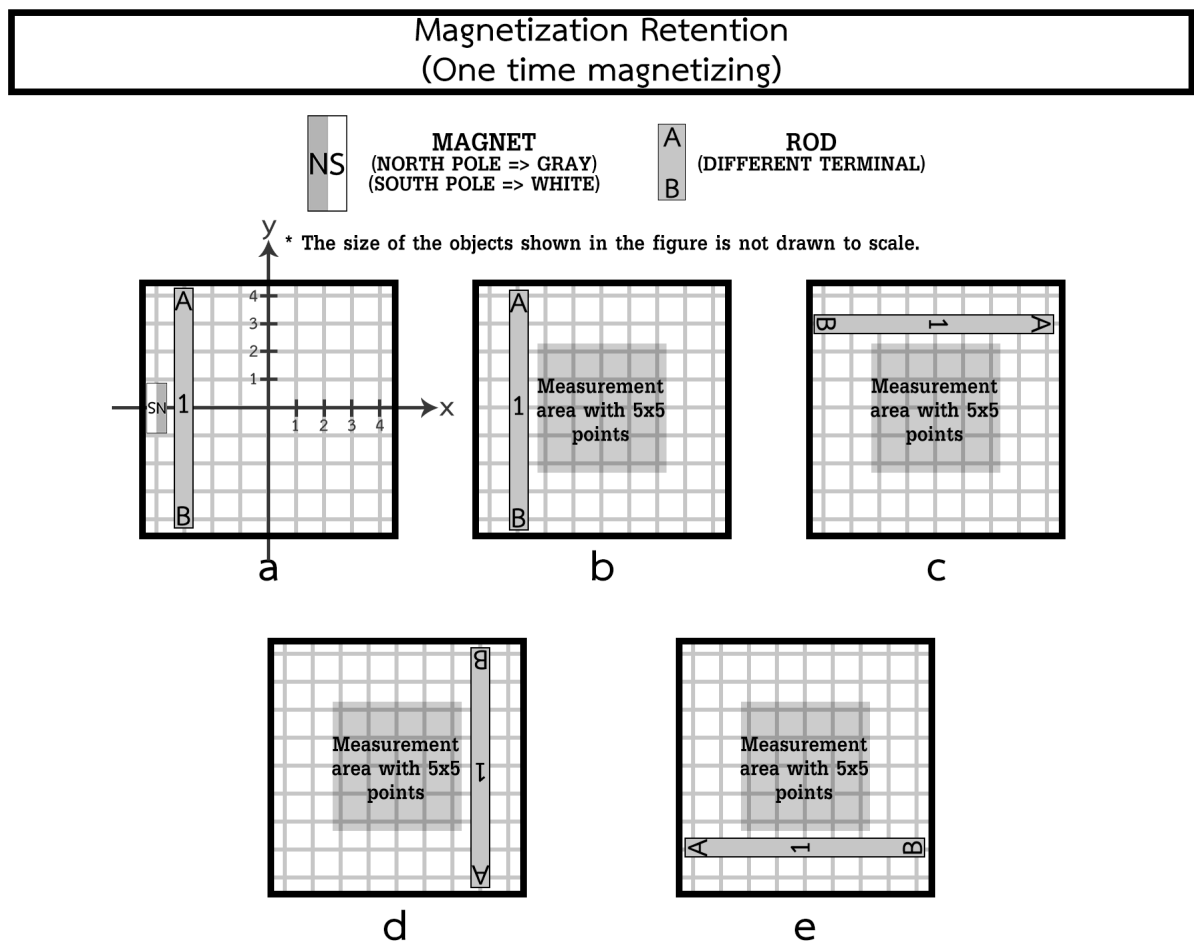 Magnetization Retention
(One time magnetizing)
NS
MAGNET
(NORTH POLE => GRAY)
(SOUTH POLE => WHITE)
A
B
ROD
(DIFFERENT TERMINAL)
y
* The size of the objects shown in the figure is not drawn to scale.
A
4
3
2
1
SN
1
x
1 2 3 4
B
a
A
Measurement
1 area with 5x5
points
B
b
B 1 A
Measurement
area with 5x5
points
c
B
Measurement
area with 5x5
points
1
A
d
Measurement
area with 5x5
points
A 1 B
e